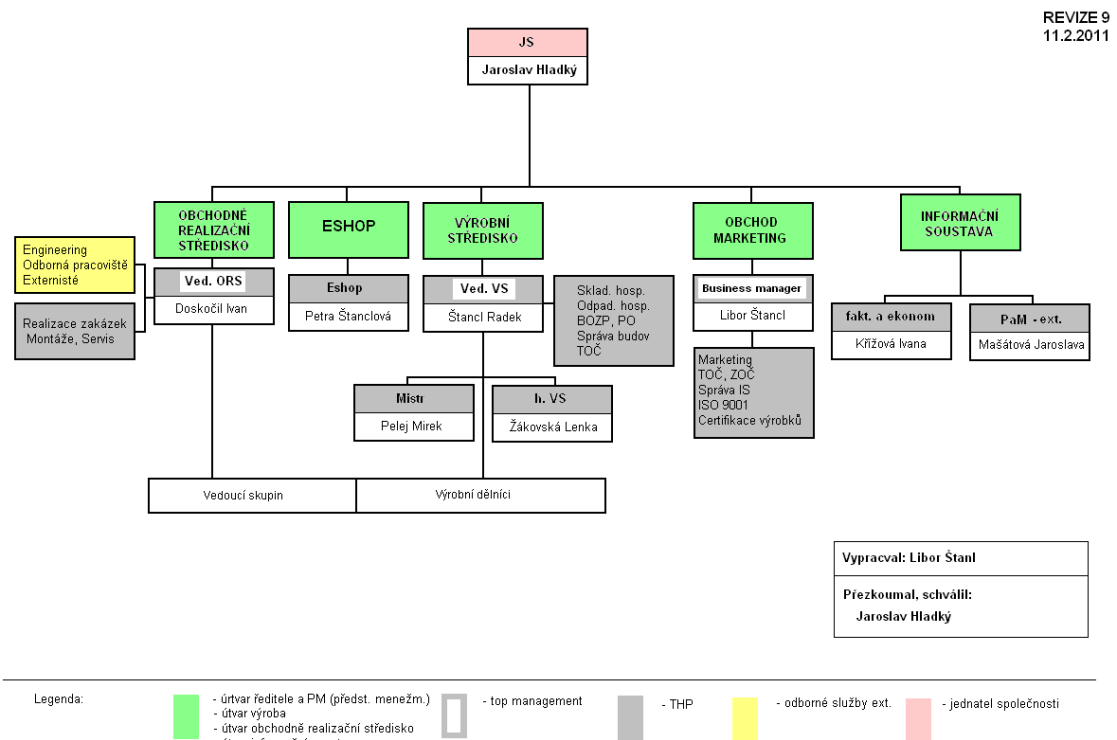 REVIZE 9
11.2.2011
JS
Jaroslav Hladký
OBCHODNĚ
REALIZAČNÍ
STŘEDISKO
ESHOP
VÝROBNÍ
STŘEDISKO
OBCHOD
MARKETING
INFORMAČNÍ
SOUSTAVA
Engineering
Odborná pracoviště
Externisté
Realizace zakázek
Montáže, Servis
Ved. ORS
Doskočil Ivan
Eshop
Petra Štanclová
Ved. VS
Štancl Radek
Sklad. hosp.
Odpad. hosp.
BOZP, PO
Správa budov
TOČ
Business manager
Libor Štancl
Marketing
TOČ, ZOČ
Správa IS
ISO 9001
Certifikace výrobků
fakt. a ekonom
Křížová Ivana
PaM - ext.
Mašátová Jaroslava
Mistr
Pelej Mirek
h. VS
Žákovská Lenka
Vedoucí skupin
Výrobní dělníci
Vypracval: Libor Štanl
Přezkoumal, schválil:
Jaroslav Hladký
Legenda:
- úrtvar ředitele a PM (předst. menežm.)
- útvar výroba
- útvar obchodně realizační středisko
- top management
- THP
- odborné služby ext.
- jednatel společnosti